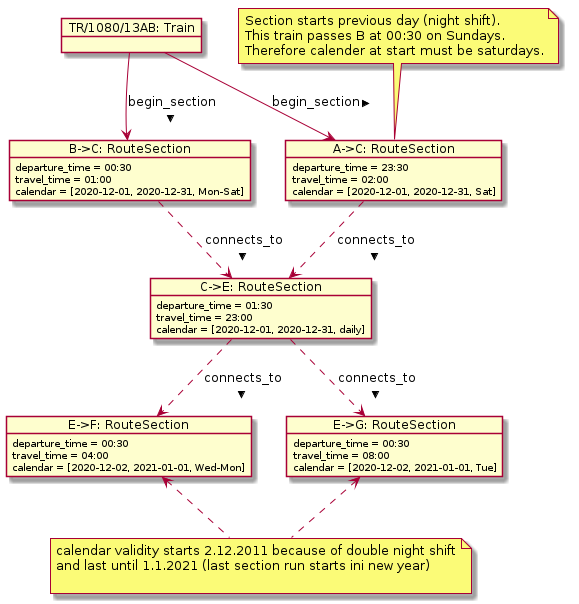 TR/1080/13AB: Train
Section starts previous day (night shift).
This train passes B at 00:30 on Sundays.
Therefore calender at start must be saturdays.
begin_section
begin_section
B->C: RouteSection
departure_time = 00:30
travel_time = 01:00
calendar = [2020-12-01, 2020-12-31, Mon-Sat]
A->C: RouteSection
departure_time = 23:30
travel_time = 02:00
calendar = [2020-12-01, 2020-12-31, Sat]
connects_to
connects_to
C->E: RouteSection
departure_time = 01:30
travel_time = 23:00
calendar = [2020-12-01, 2020-12-31, daily]
connects_to
connects_to
E->F: RouteSection
departure_time = 00:30
travel_time = 04:00
calendar = [2020-12-02, 2021-01-01, Wed-Mon]
E->G: RouteSection
departure_time = 00:30
travel_time = 08:00
calendar = [2020-12-02, 2021-01-01, Tue]
calendar validity starts 2.12.2011 because of double night shift
and last until 1.1.2021 (last section run starts ini new year)